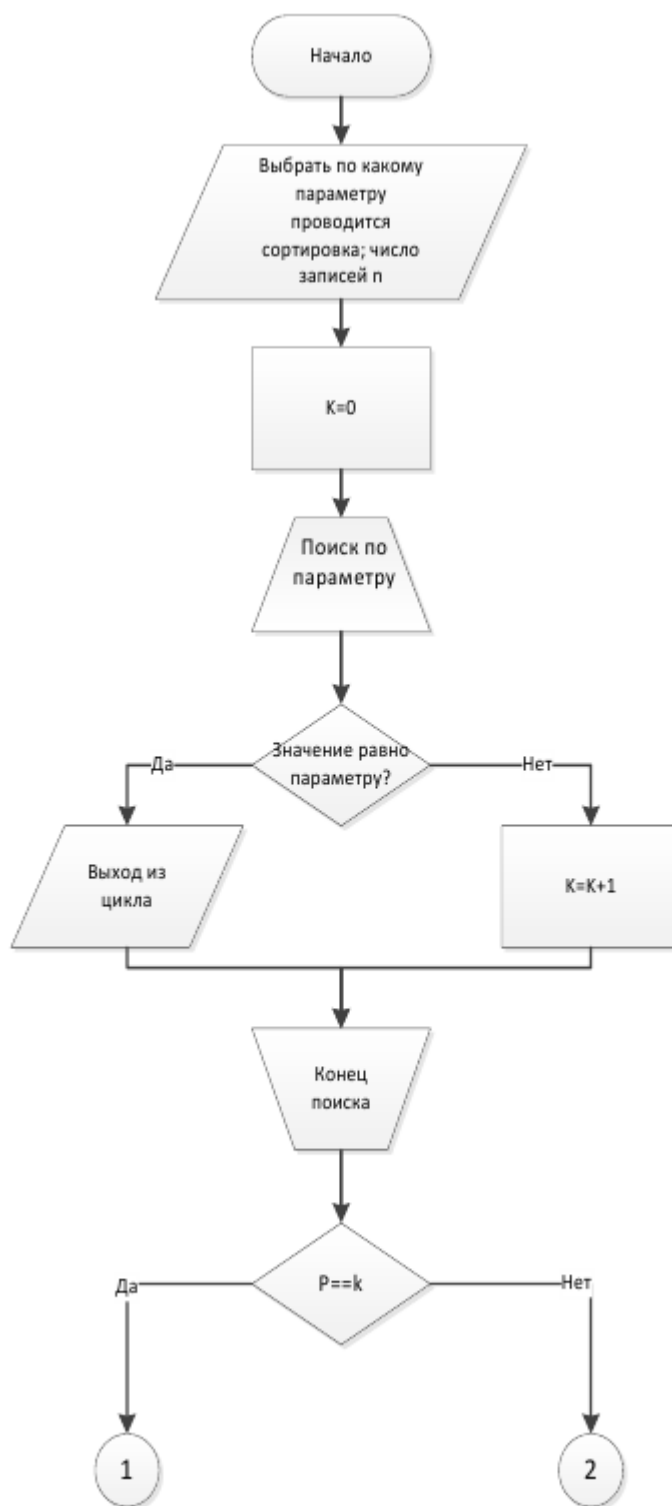 Начало
Выбрать по какому
параметру
проводится
сортировка; число
записей n
K=0
Поиск по
параметру
Значение равно
параметру?
Да
Нет
Выход из
цикла
K=K+1
Конец
поиска
P==k
Да
Нет
1
2